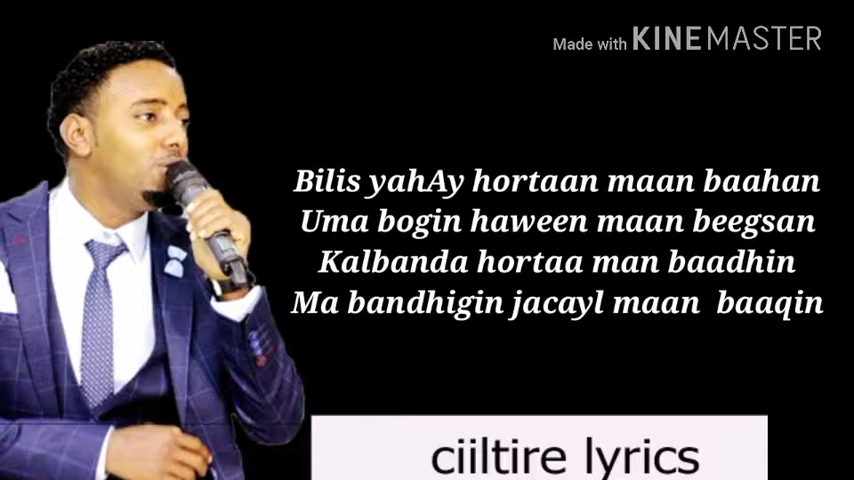 Made with KINEMASTER
Bilis yahAy hortaan maan baahan
Uma bogin haween maan beegsan
Kalbanda hortaa man baadhin
Ma bandhigin jacayl maan baaqin
ciiltire lyrics